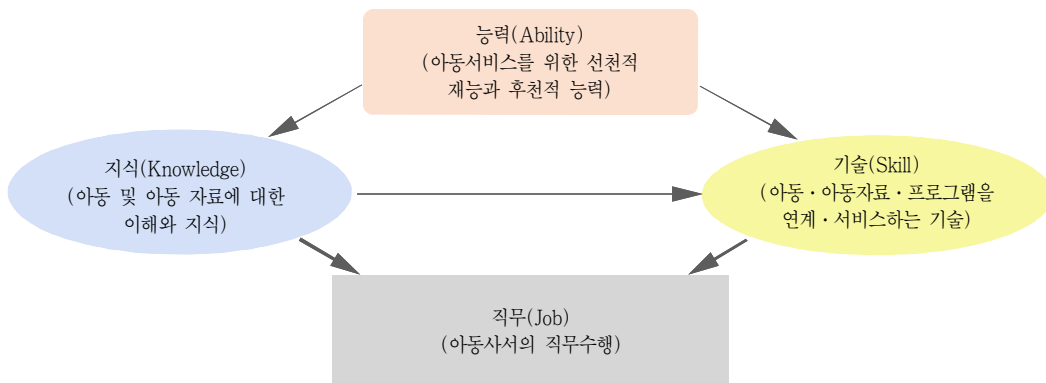 능력(Ability)
(아동서비스를 위한 선천적
재능과 후천적 능력)
지식(Knowledge)
(아동 및 아동 자료에 대한
이해와 지식)
기술(Skill)
(아동・아동자료・프로그램을
연계・서비스하는 기술)
직무(Job)
(아동사서의 직무수행)